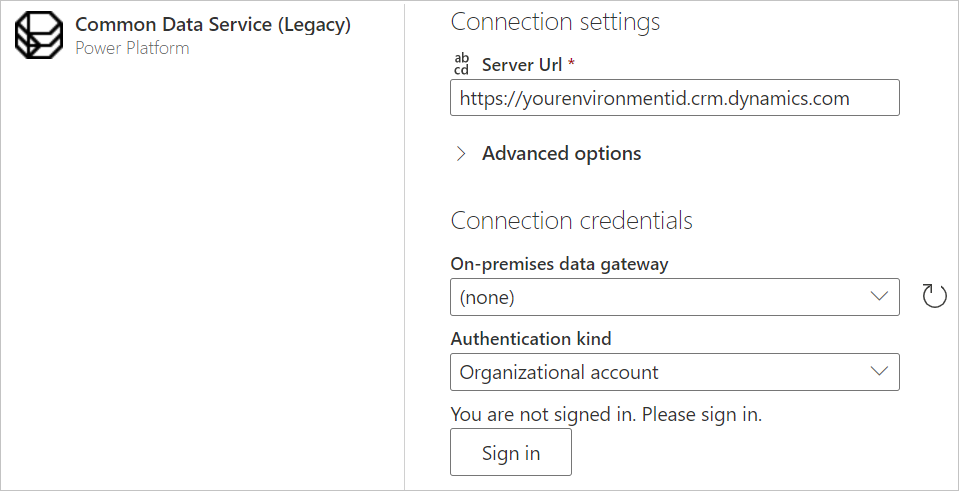 Common Data Service (Legacy)
Power Platform
Connection settings
ab
cd
Server Url *
https://yourenvironmentid.crm.dynamics.com
Advanced options
Connection credentials
On-premises data gateway
(none)
Authentication kind
Organizational account
You are not signed in. Please sign in.
Sign in